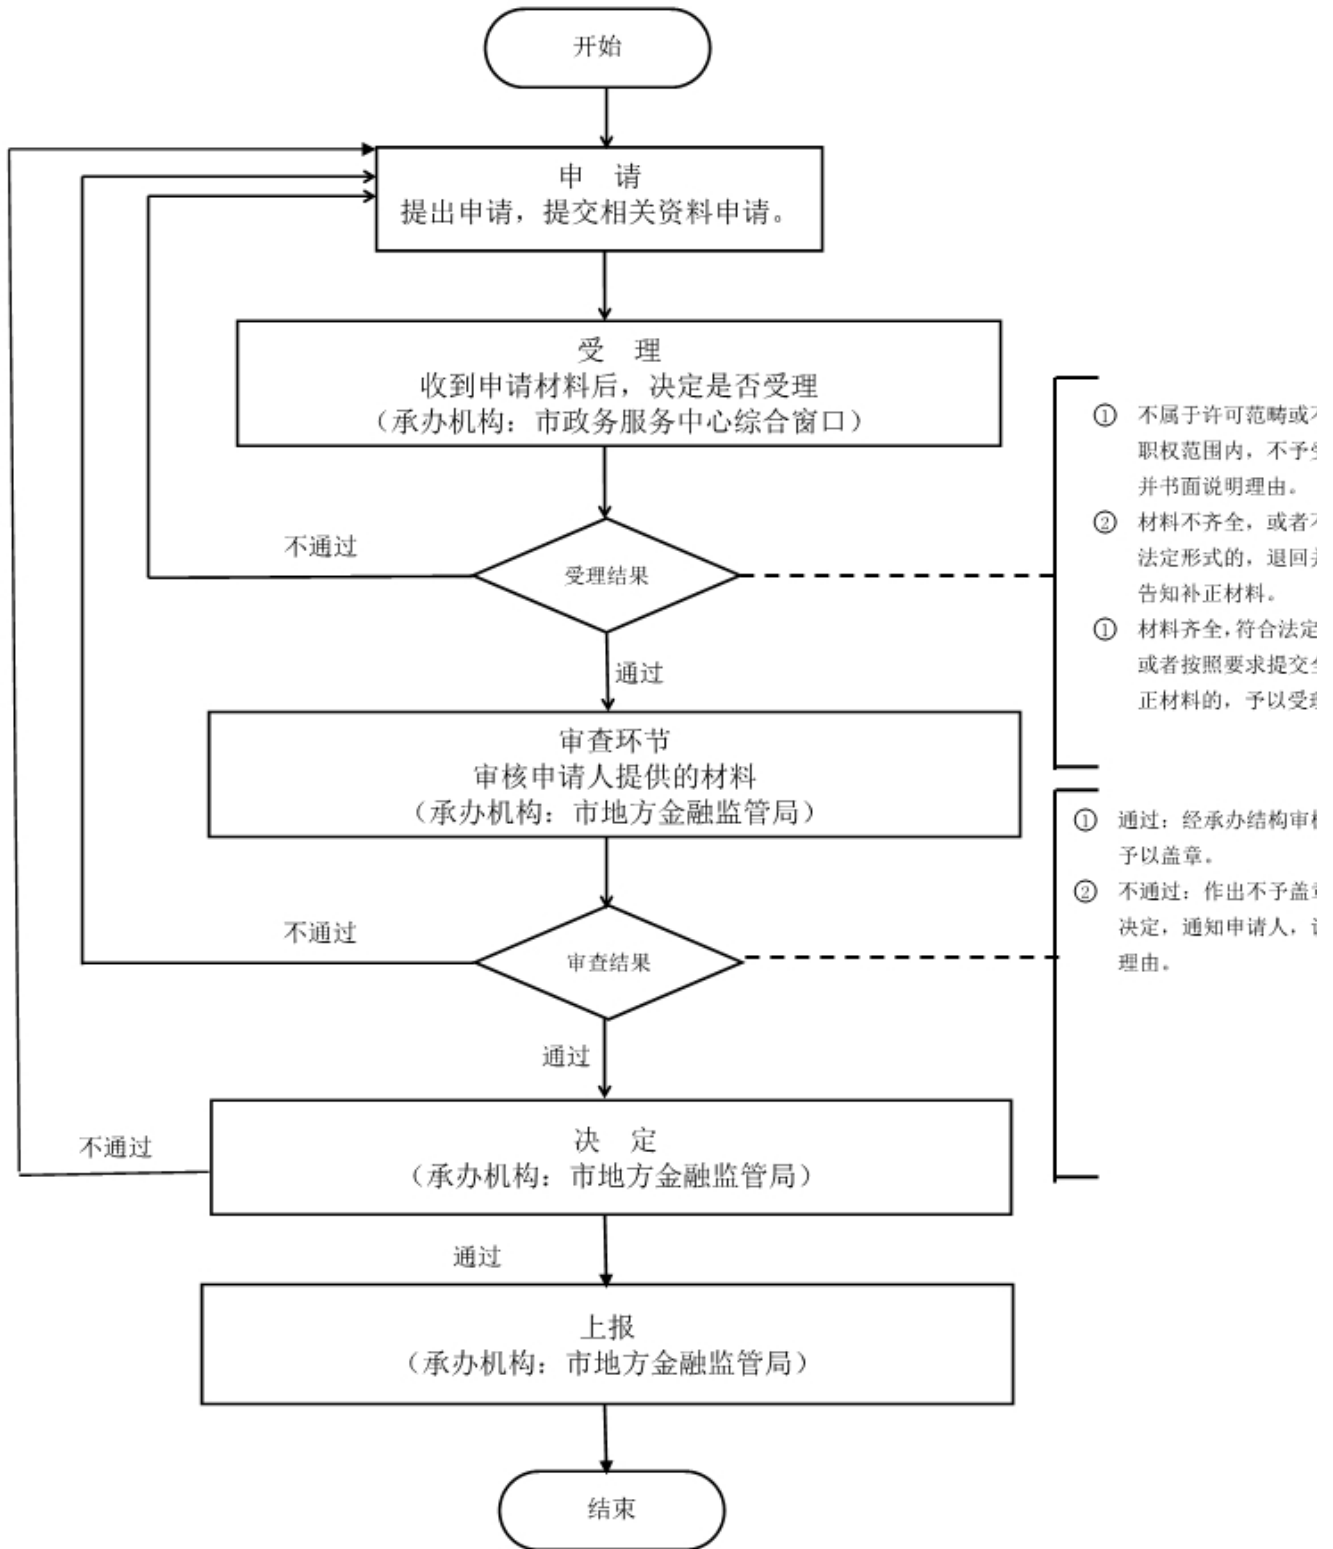 开始
申 请
提出申请，提交相关资料申请。
受 理
收到申请材料后，决定是否受理
（承办机构：市政务服务中心综合窗口）
① 不属于许可范畴或
职权范围内，不予
并书面说明理由。
② 材料不齐全，或者
法定形式的，退回
告知补正材料。
① 材料齐全，符合法定
或者按照要求提交
正材料的，予以受理
不通过
受理结果
通过
审查环节
审核申请人提供的材料
（承办机构：市地方金融监管局）
① 通过：经承办结构审
予以盖章。
② 不通过：作出不予盖章
决定，通知申请人，
理由。
不通过
审查结果
通过
决 定
（承办机构：市地方金融监管局）
不通过
通过
上报
（承办机构：市地方金融监管局）
结束